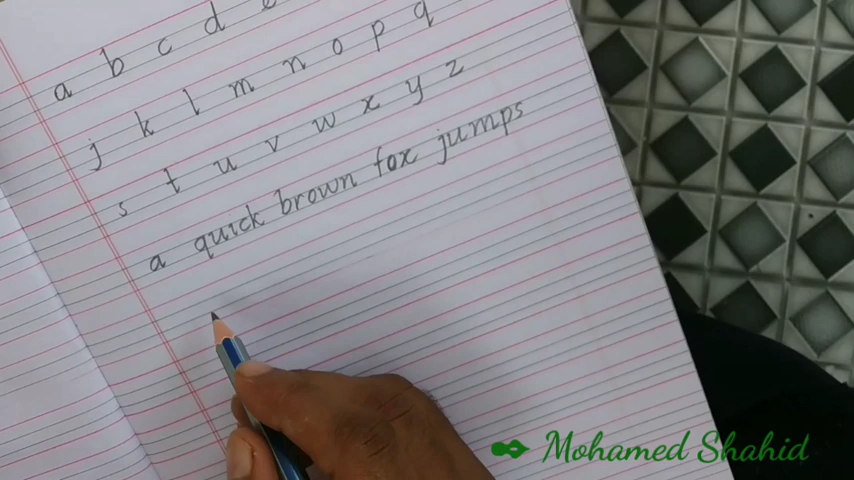 a b c d e
j k l m n o p q
s t u v w x y z
a quick brown fox jumps
Mohamed Shahid